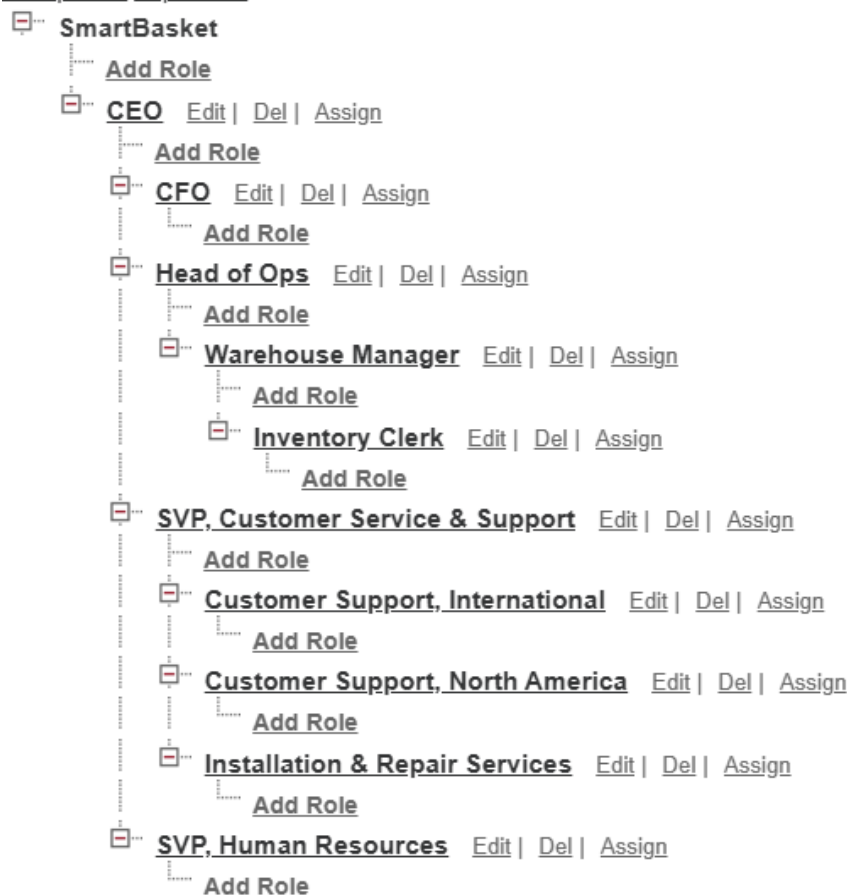 SmartBasket
Add Role
CEO Edit | Del | Assign
Add Role
CFO Edit | Del | Assign
Add Role
Head of Ops Edit | Del | Assign
Add Role
Warehouse Manager Edit | Del | Assign
Add Role
Inventory Clerk Edit | Del | Assign
Add Role
SVP, Customer Service & Support Edit | Del | Assign
Add Role
Customer Support, International Edit | Del | Assign
Add Role
Customer Support, North America Edit | Del | Assign
Add Role
Installation & Repair Services Edit | Del | Assign
Add Role
SVP, Human Resources Edit | Del | Assign
Add Role